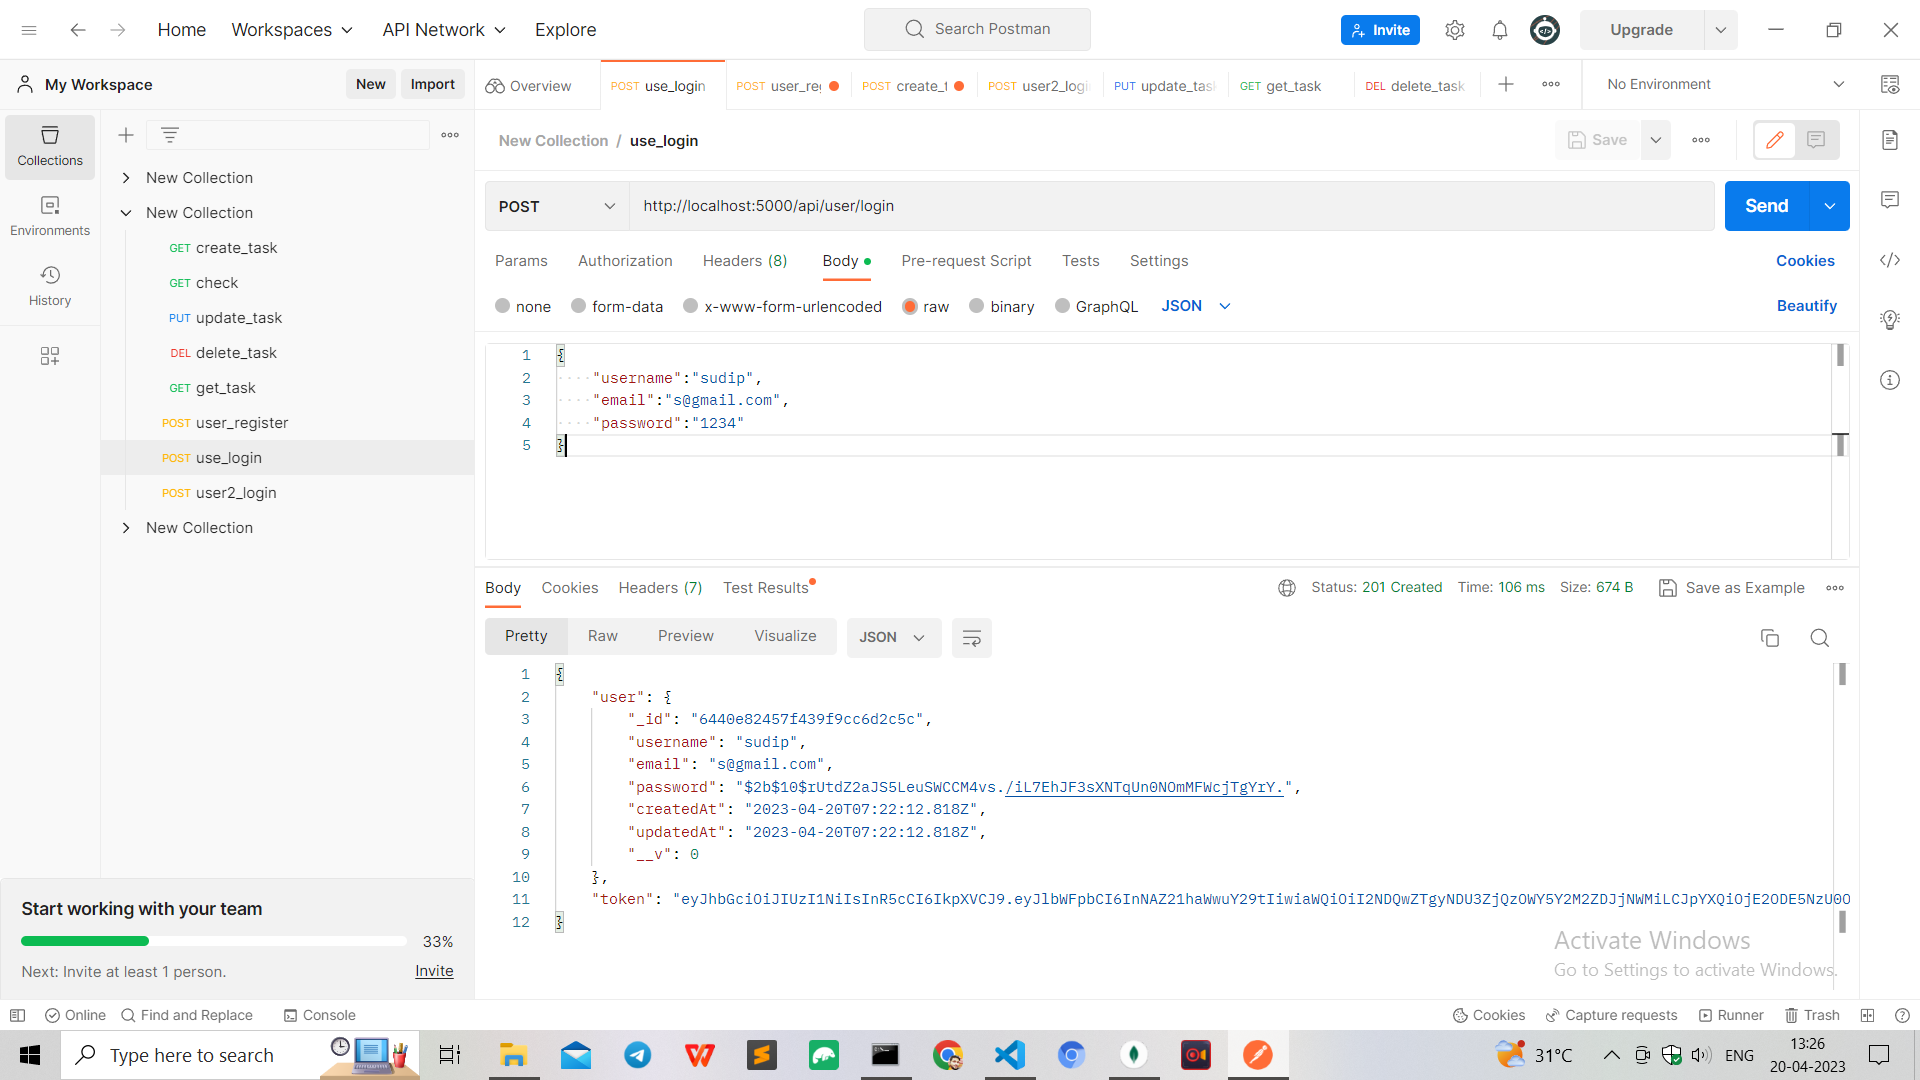 Home Workspaces API Network Explore Search Postman Invite Upgrade
My Workspace New Import Overview POST use_login POST user_re POST create_t POST user2_logi PUT update_tas GET get_task DEL delete_task No Environment
Collections
Environments
History
New Collection
New Collection
GET create_task
GET check
PUT update_task
DEL delete_task
GET get_task
POST user_register
POST use_login
POST user2_login
New Collection
New Collection / use_login Save
POST http://localhost:5000/api/user/login Send
Params Authorization Headers (8) Body Pre-request Script Tests Settings Cookies
none form-data x-www-form-urlencoded raw binary GraphQL JSON Beautify
1 {
2 "username":"sudip",
3 "email":"s@gmail.com",
4 "password":"1234"
5 }
Body Cookies Headers (7) Test Results Status: 201 Created Time: 106 ms Size: 674 B Save as Example
Pretty Raw Preview Visualize JSON
1 {
2 "user": {
3 "_id": "6440e82457f439f9cc6d2c5c",
4 "username": "sudip",
5 "email": "s@gmail.com",
6 "password": "$2b$10$rUtdZ2aJS5LeuSWCCM4vs./iL7EhJF3sXNTqUn0NOmMFWcjTgYrY.",
7 "createdAt": "2023-04-20T07:22:12.818Z",
8 "updatedAt": "2023-04-20T07:22:12.818Z",
9 "__v": 0
10 },
11 "token": "eyJhbGciOiJIUzI1NiIsInR5cCI6IkpXVCJ9.eyJlbWFpbCI6InNAZ21haWwuY29tIiwiaWQiOiI2NDQwZTgyNDU3ZjQzOWY5Y2M2ZDJjNWMiLCJpYXQiOjE2ODE5NzU0O
12 }
Start working with your team
33%
Next: Invite at least 1 person. Invite
Activate Windows
Go to Settings to activate Windows.
Online Find and Replace Console Cookies Capture requests Runner Trash
Type here to search 31°C ENG 13:26
20-04-2023